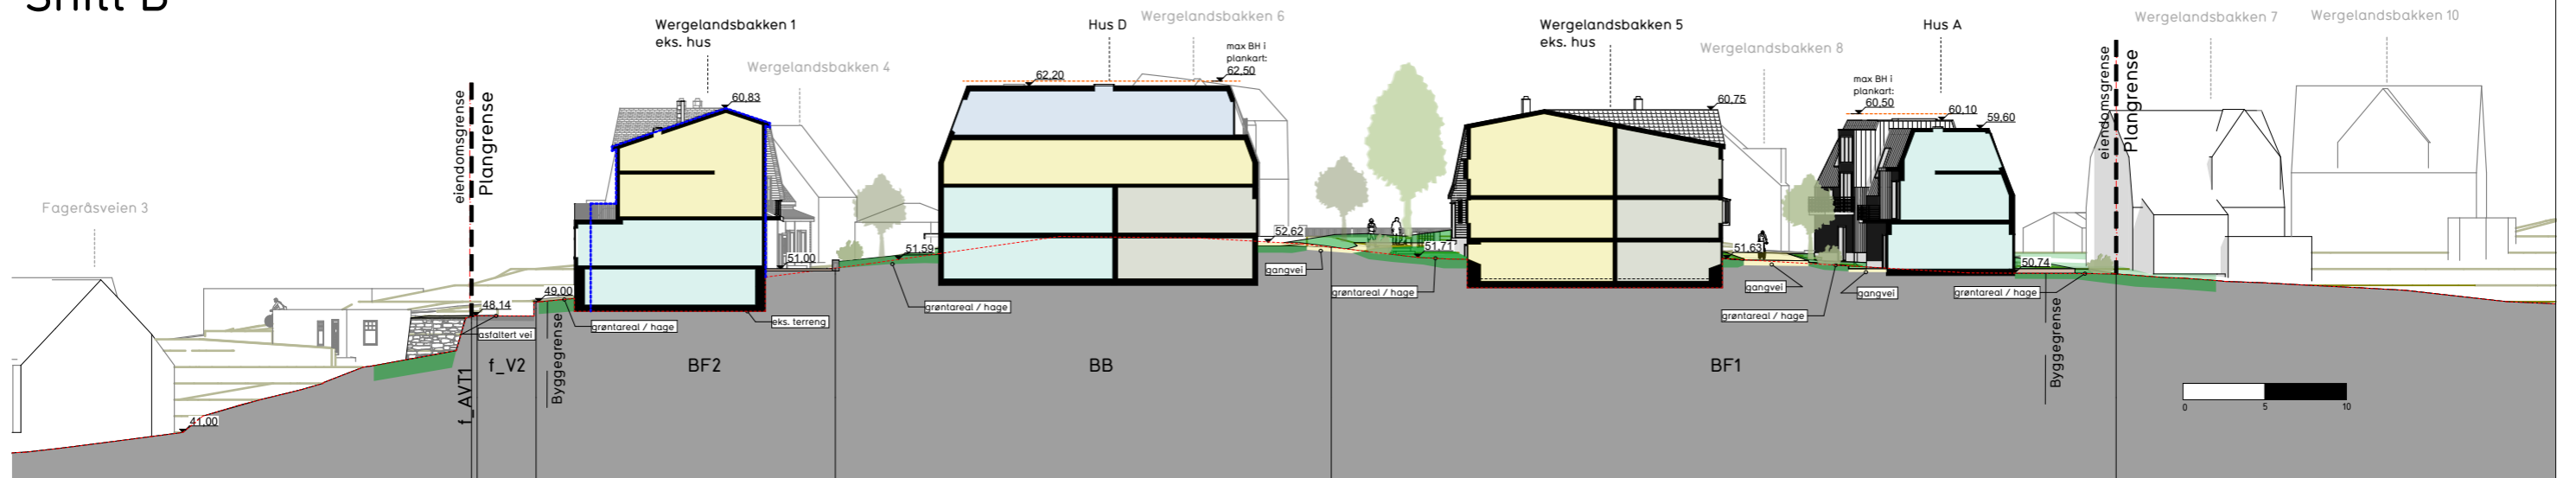 Snitt B
Wergelandsbakken 1
eks. hus
Wergelandsbakken 4
Hus D
Wergelandsbakken 6
max BH i
plankart:
62,50
62,20
Wergelandsbakken 5
eks. hus
Wergelandsbakken 8
Hus A
max BH i
plankart:
60,50
60,10
59,60
Wergelandsbakken 7
Wergelandsbakken 10
eiendomsgrense
Plangrense
eiendomsgrense
Plangrense
60,83
60,75
Fageråsveien 3
51,00
51,59
52,62
51,71
51,63
50,74
49,00
48,14
41,00
gangvei
gangvei
gangvei
grøntareal / hage
grøntareal / hage
grøntareal / hage
grøntareal / hage
grøntareal / hage
eks. terreng
asfaltert vei
f_AVT1
f_V2
Byggegrense
BF2
BB
BF1
Byggegrense
0
5
10